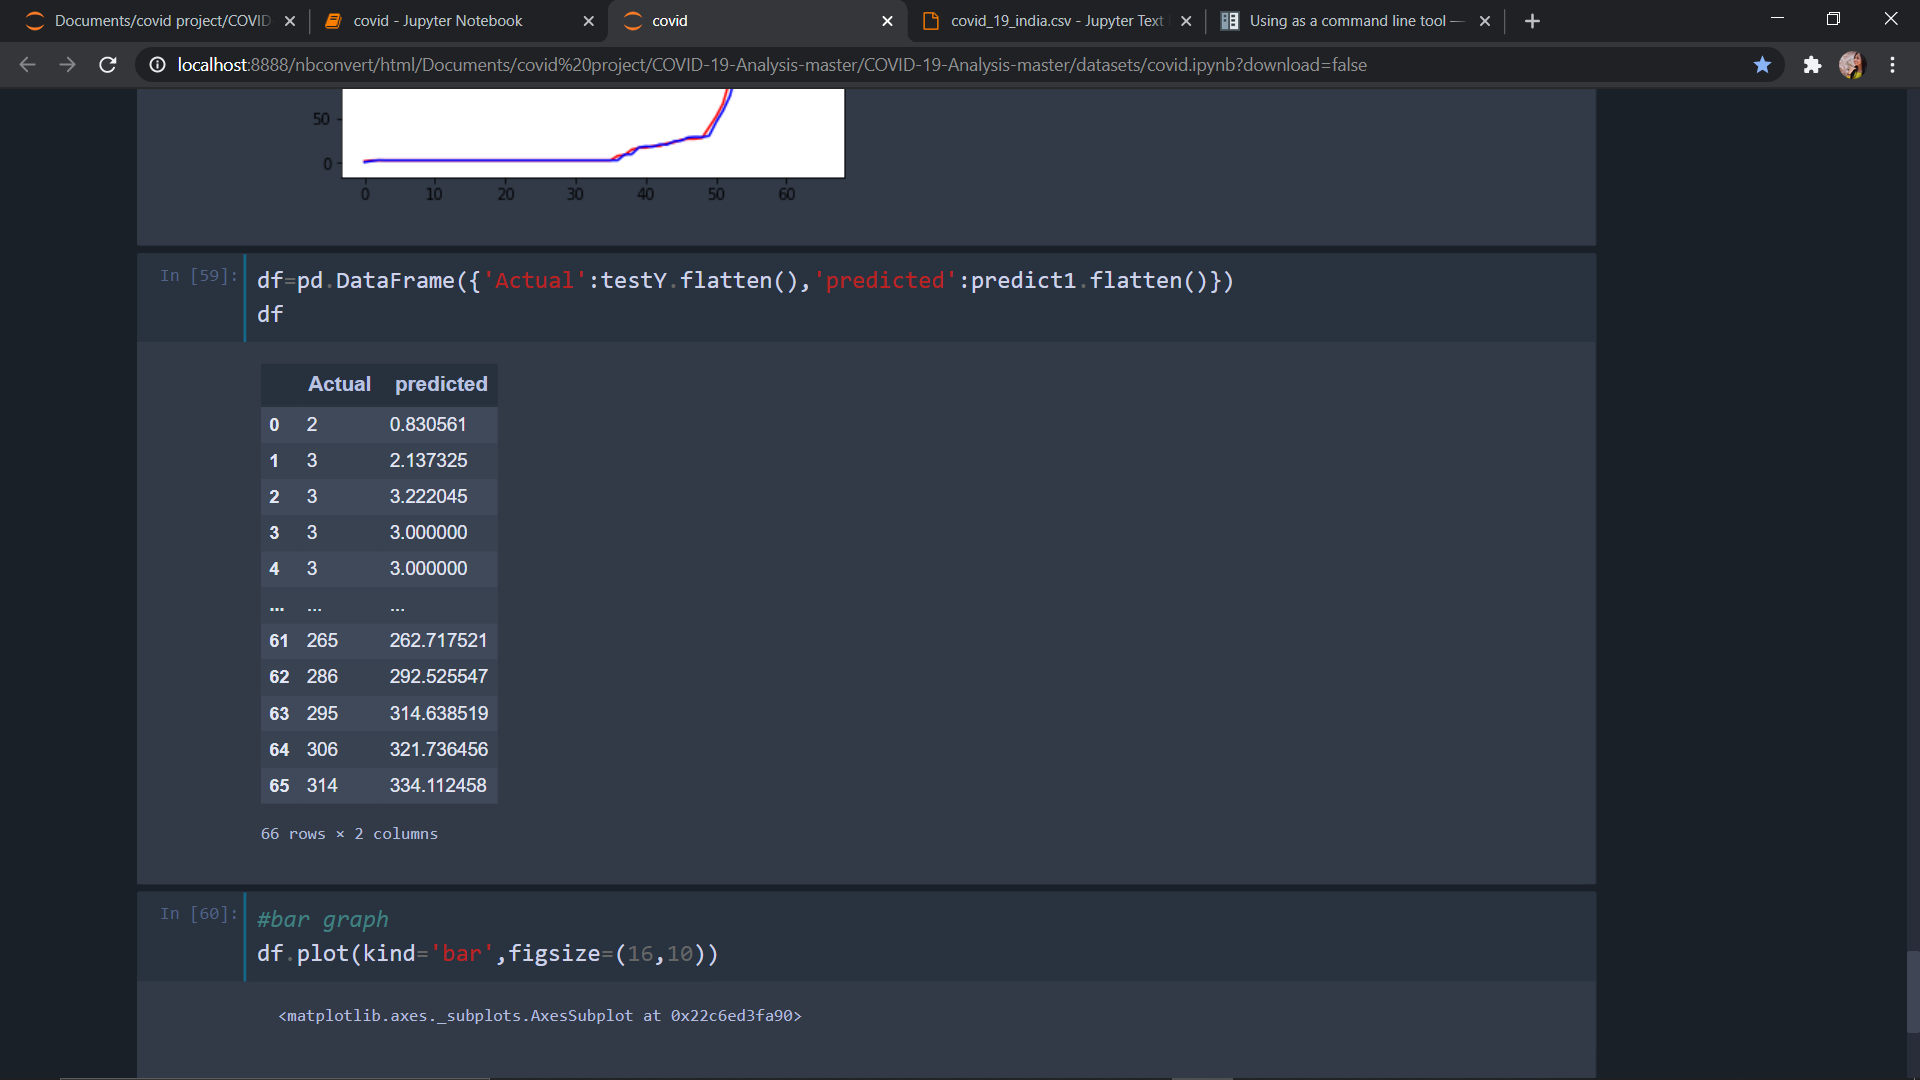 Documents/covid project/COVID
covid - Jupyter Notebook
covid
covid_19_india.csv - Jupyter Text
Using as a command line tool —
localhost:8888/nbconvert/html/Documents/covid%20project/COVID-19-Analysis-master/COVID-19-Analysis-master/datasets/covid.ipynb?download=false
50
0
0 10 20 30 40 50 60
In [59]: df=pd.DataFrame({'Actual':testY.flatten(),'predicted':predict1.flatten()})
df
Actual predicted
0 2 0.830561
1 3 2.137325
2 3 3.222045
3 3 3.000000
4 3 3.000000
... ... ...
61 265 262.717521
62 286 292.525547
63 295 314.638519
64 306 321.736456
65 314 334.112458
66 rows × 2 columns
In [60]: #bar graph
df.plot(kind='bar',figsize=(16,10))
<matplotlib.axes._subplots.AxesSubplot at 0x22c6ed3fa90>